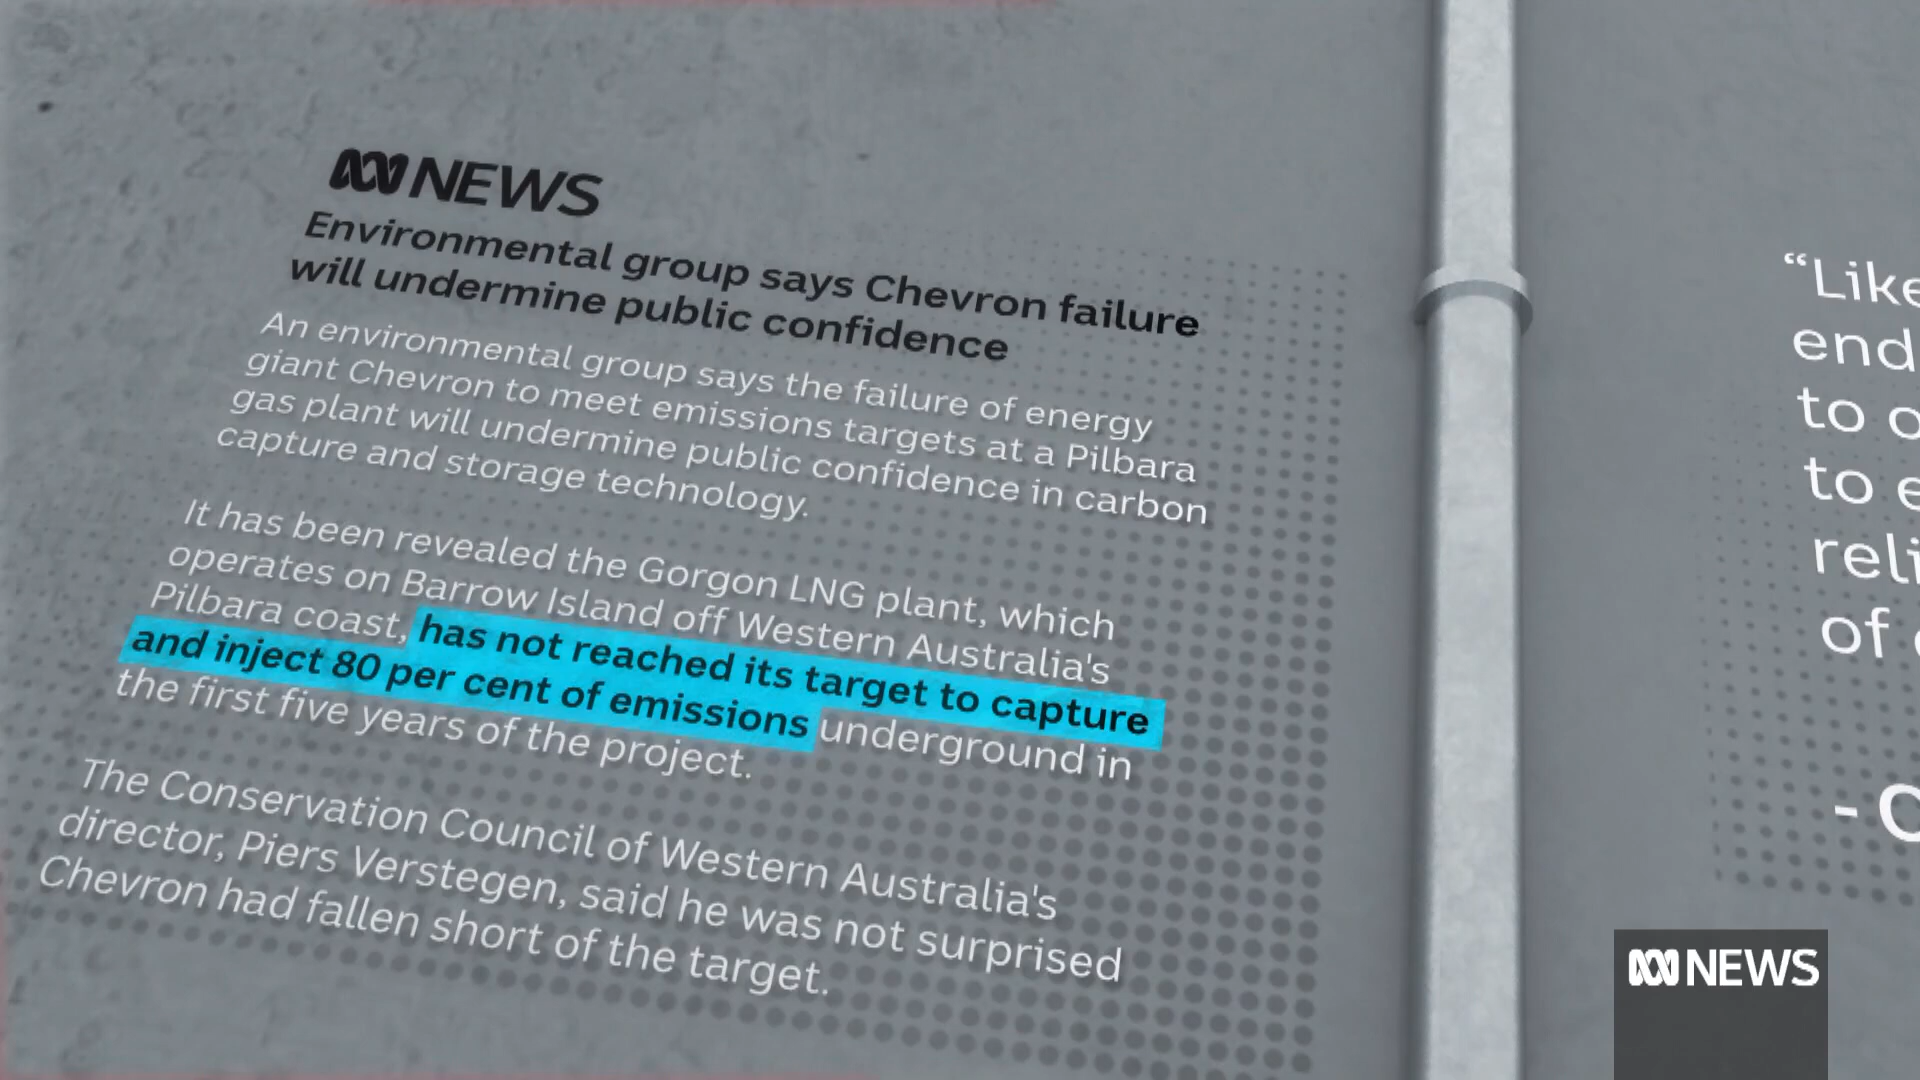 NEWS
Environmental group says Chevron failure
will undermine public confidence
An environmental group says the failure of energy
giant Chevron to meet emissions targets at a Pilbara
gas plant will undermine public confidence in carbon
capture and storage technology.
It has been revealed the Gorgon LNG plant, which
operates on Barrow Island off Western Australia's
Pilbara coast, has not reached its target to capture
and inject 80 per cent of emissions underground in
the first five years of the project.
The Conservation Council of Western Australia's
director, Piers Verstegen, said he was not surprised
Chevron had fallen short of the target.
“Like
end
to
to
reli
of
-
NEWS